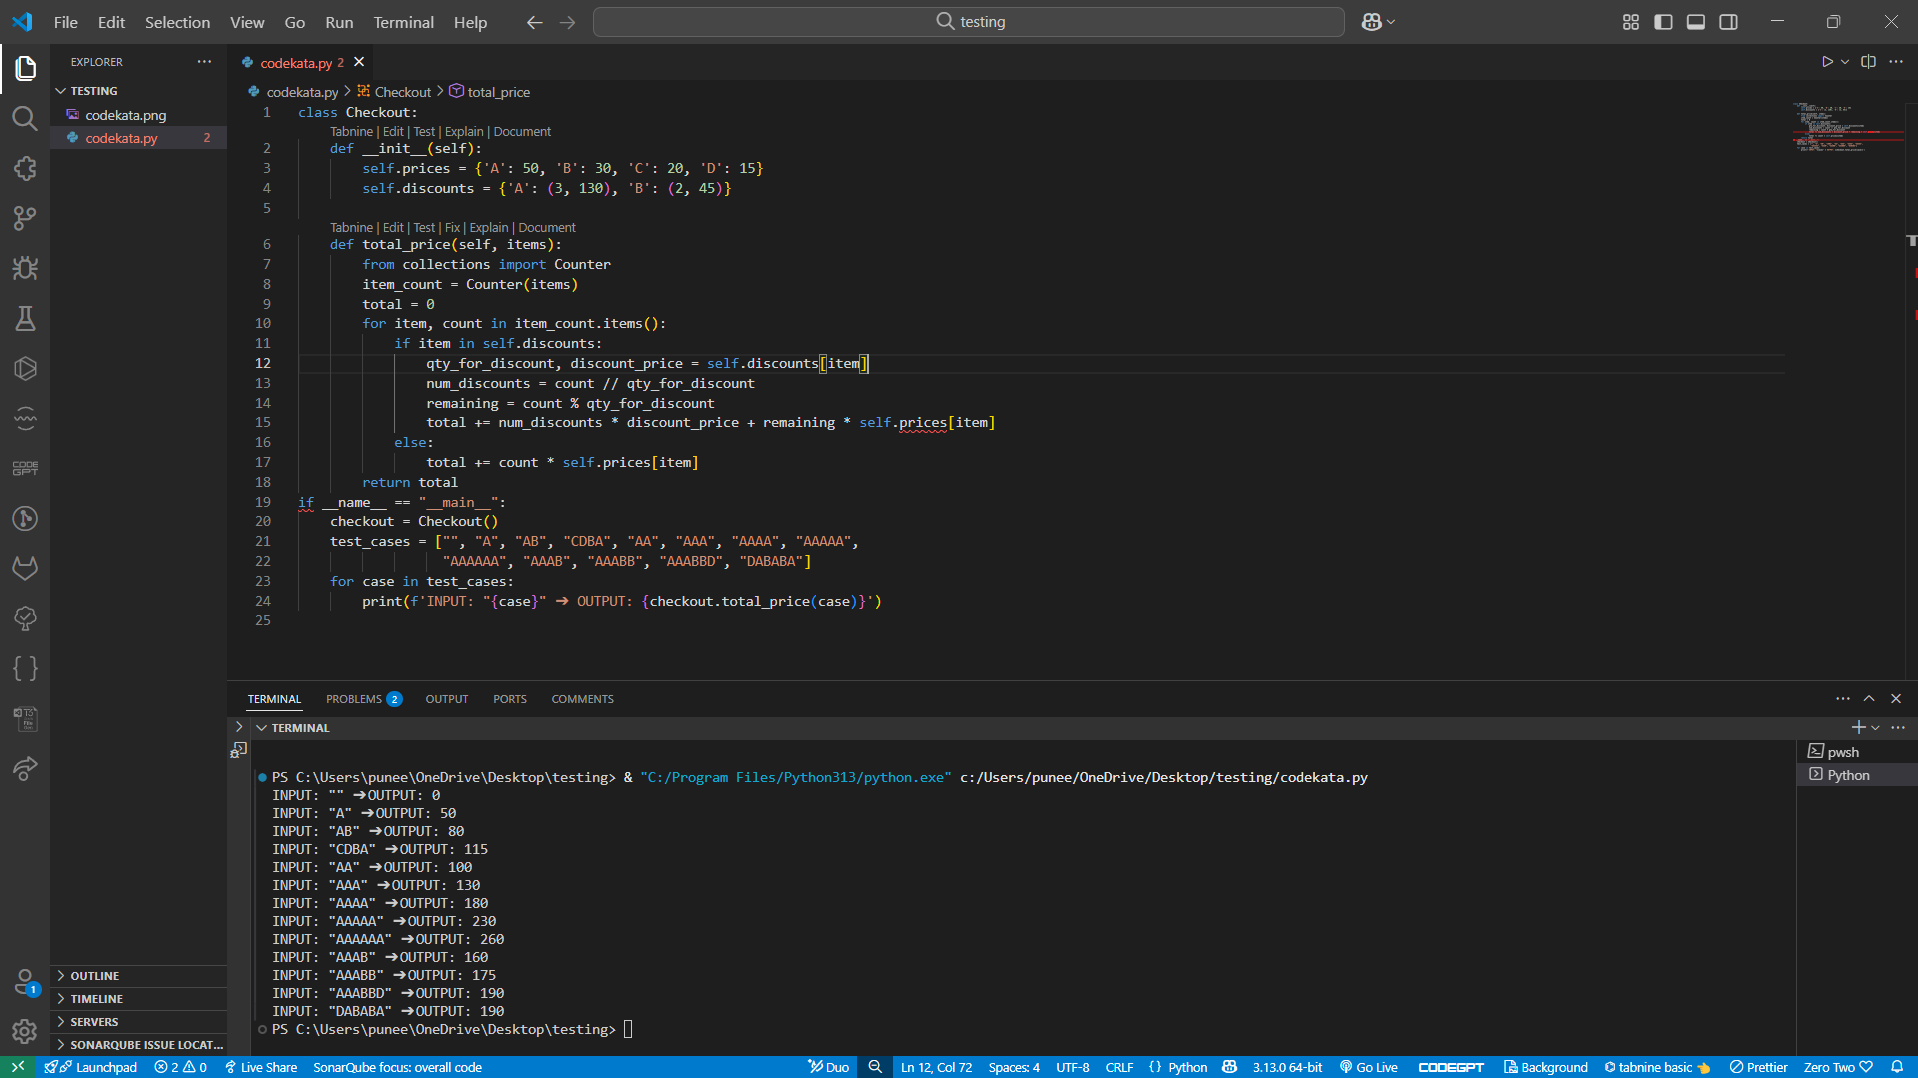 File Edit Selection View Go Run Terminal Help testing
EXPLORER
codekata.py 2
TESTING
codekata.png
codekata.py 2
codekata.py > Checkout > total_price
1 class Checkout:
Tabnine | Edit | Test | Explain | Document
2 def __init__(self):
3 self.prices = {'A': 50, 'B': 30, 'C': 20, 'D': 15}
4 self.discounts = {'A': (3, 130), 'B': (2, 45)}
5
Tabnine | Edit | Test | Fix | Explain | Document
6 def total_price(self, items):
7 from collections import Counter
8 item_count = Counter(items)
9 total = 0
10 for item, count in item_count.items():
11 if item in self.discounts:
12 qty_for_discount, discount_price = self.discounts[item]
13 num_discounts = count // qty_for_discount
14 remaining = count % qty_for_discount
15 total += num_discounts * discount_price + remaining * self.prices[item]
16 else:
17 total += count * self.prices[item]
18 return total
19 if __name__ == "__main__":
20 checkout = Checkout()
21 test_cases = ["", "A", "AB", "CDBA", "AA", "AAA", "AAAA", "AAAAA",
22 "AAAAAA", "AAAB", "AAABB", "AAABBD", "DABABA"]
23 for case in test_cases:
24 print(f'INPUT: "{case}" ➔ OUTPUT: {checkout.total_price(case)}')
25
TERMINAL PROBLEMS 2 OUTPUT PORTS COMMENTS
TERMINAL
pwsh
Python
PS C:\Users\punee\OneDrive\Desktop\testing> & "C:/Program Files/Python313/python.exe" c:/Users/punee/OneDrive/Desktop/testing/codekata.py
INPUT: "" ➔OUTPUT: 0
INPUT: "A" ➔OUTPUT: 50
INPUT: "AB" ➔OUTPUT: 80
INPUT: "CDBA" ➔OUTPUT: 115
INPUT: "AA" ➔OUTPUT: 100
INPUT: "AAA" ➔OUTPUT: 130
INPUT: "AAAA" ➔OUTPUT: 180
INPUT: "AAAAA" ➔OUTPUT: 230
INPUT: "AAAAAA" ➔OUTPUT: 260
INPUT: "AAAB" ➔OUTPUT: 160
INPUT: "AAABB" ➔OUTPUT: 175
INPUT: "AAABBD" ➔OUTPUT: 190
INPUT: "DABABA" ➔OUTPUT: 190
PS C:\Users\punee\OneDrive\Desktop\testing>
CODE
GPT
1
OUTLINE
TIMELINE
SERVERS
SONARQUBE ISSUE LOCAT...
Launchpad 2 0 Live Share SonarQube focus: overall code Duo Ln 12, Col 72 Spaces: 4 UTF-8 CRLF {} Python 3.13.0 64-bit Go Live CODEGPT Background tabnine basic Prettier Zero Two